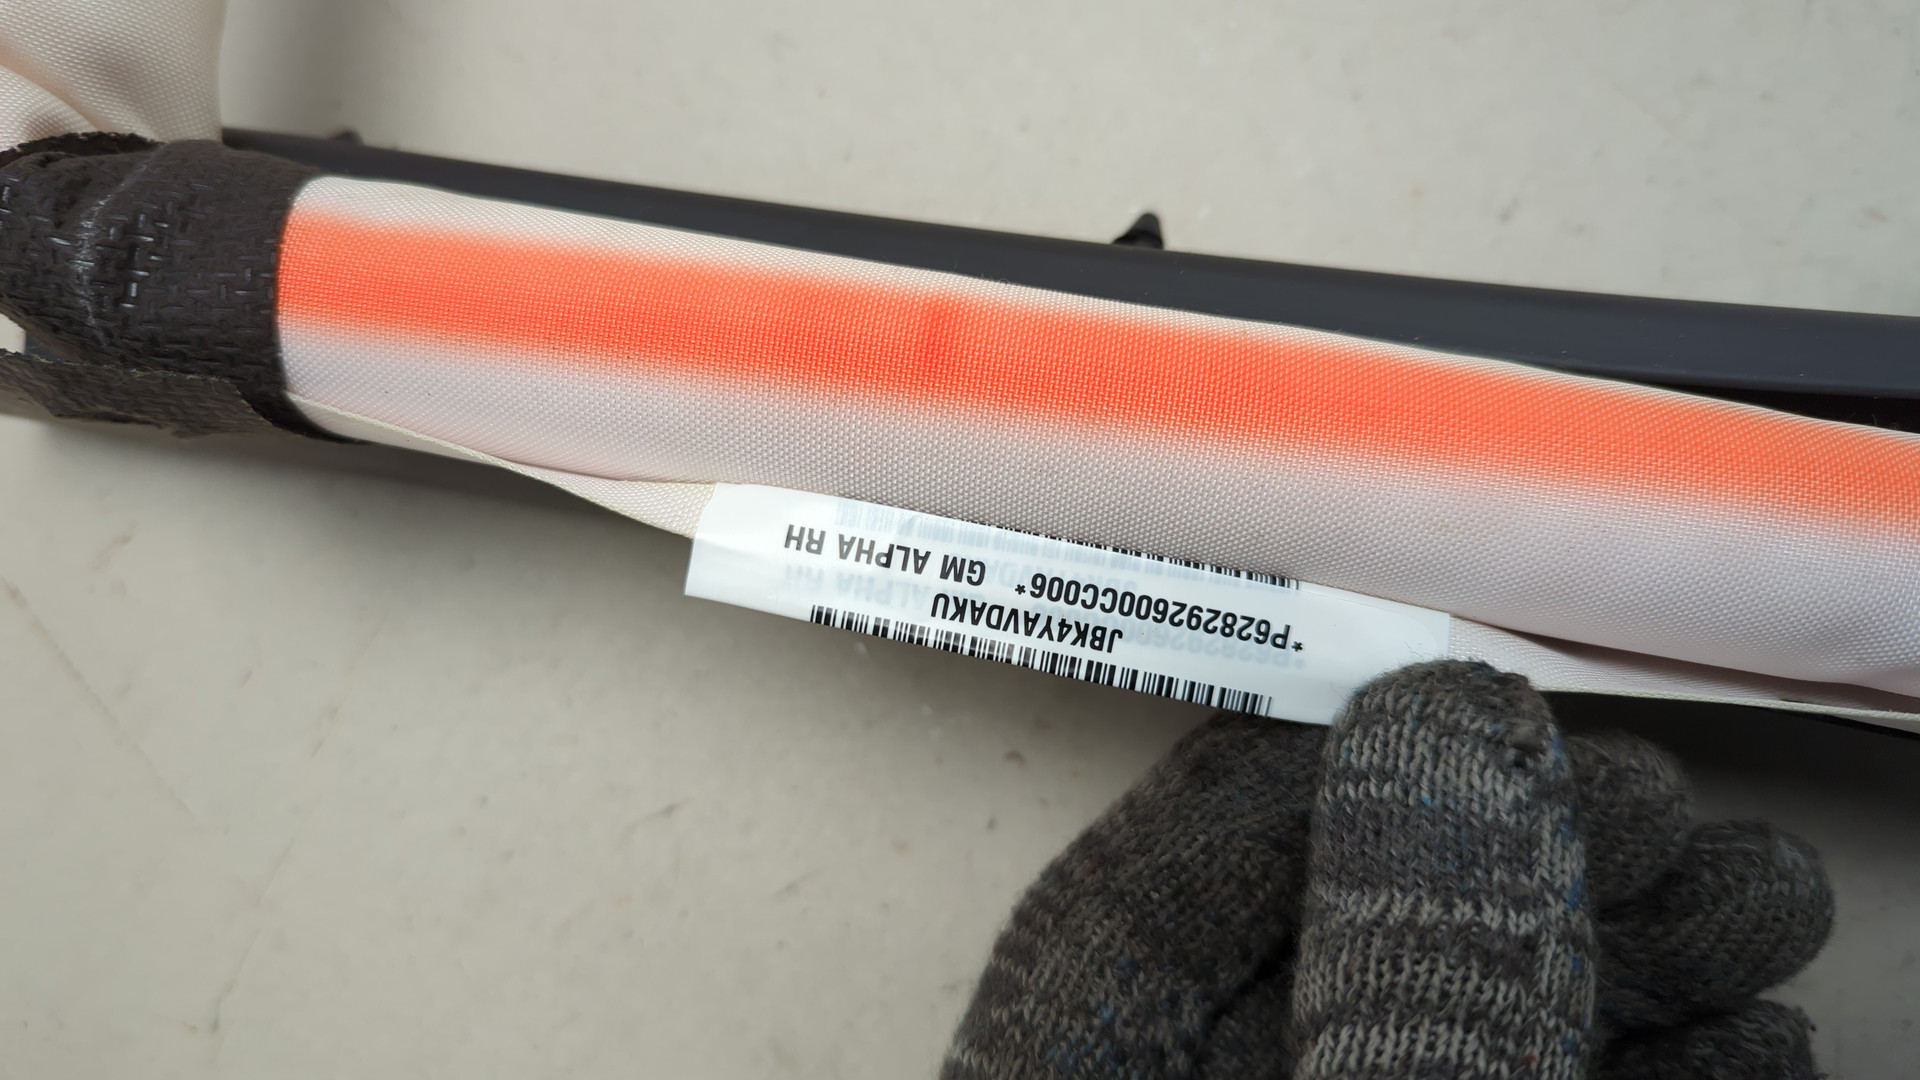 JBK4YAVDAKU
*P628292600CC006* GM ALPHA RH